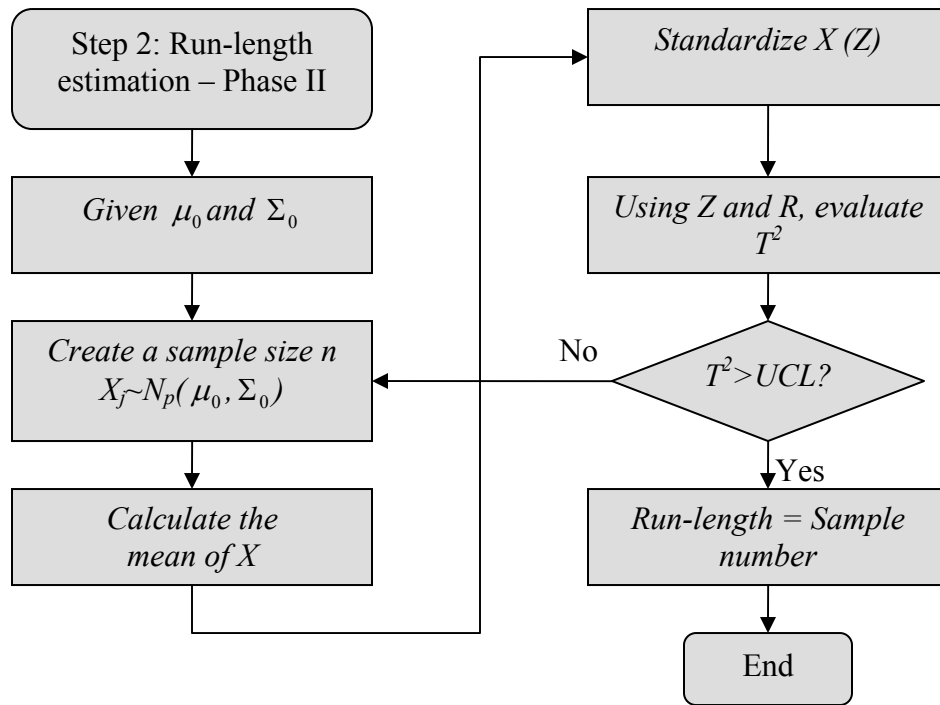 Step 2: Run-length
estimation – Phase II
Given μ₀ and Σ₀
Create a sample size n
Xⱼ~Nₚ( μ₀, Σ₀)
Calculate the
mean of X
Standardize X (Z)
Using Z and R, evaluate
T²
T²>UCL?
No
Yes
Run-length = Sample
number
End